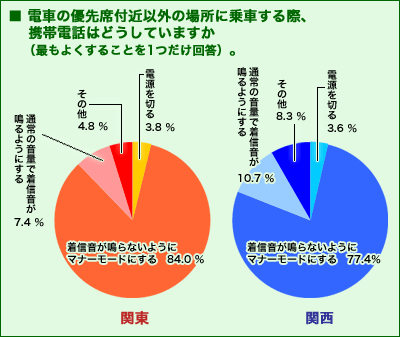 ■ 電車の優先席付近以外の場所に乗車する際、
携帯電話はどうしていますか
（最もよくすることを1つだけ回答）。
電源を切る
3.8 %
その他
4.8 %
通常の音量で着信音が
鳴るようにする
7.4 %
着信音が鳴らないように
マナーモードにする 84.0 %
関東
電源を切る
3.6 %
その他
8.3 %
通常の音量で着信音が
鳴るようにする
10.7 %
着信音が鳴らないように
マナーモードにする 77.4%
関西